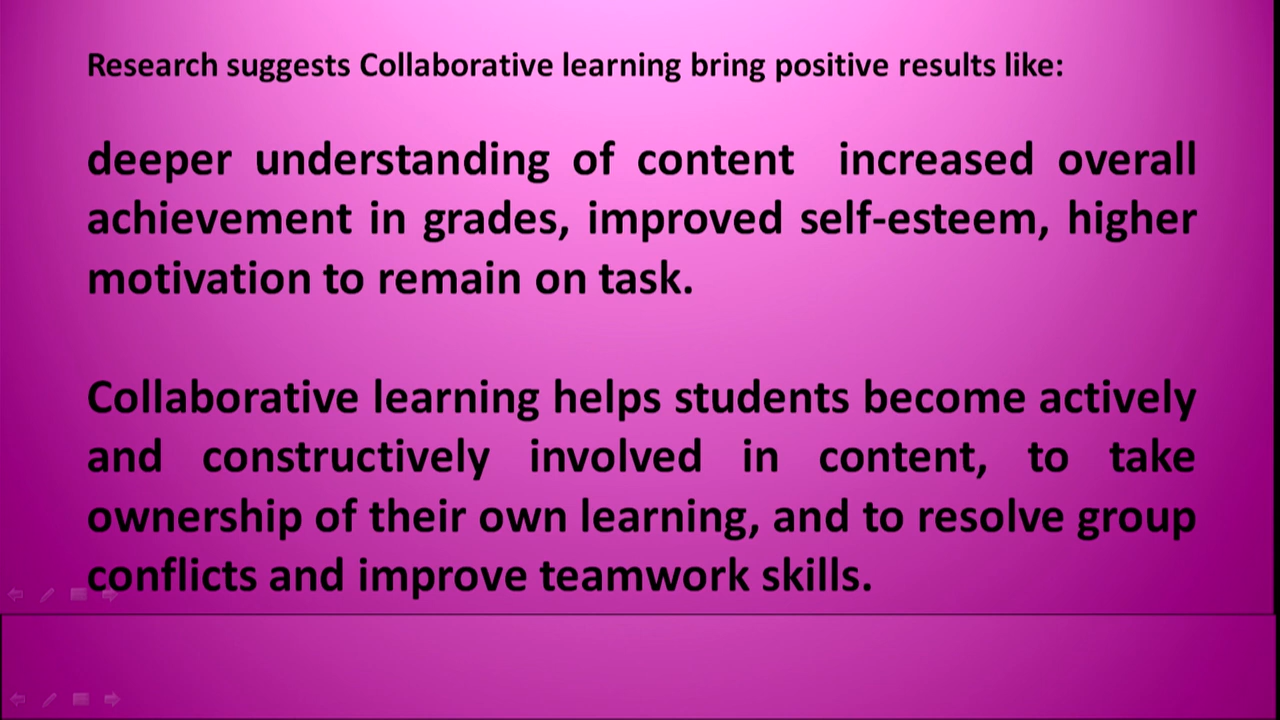 Research suggests Collaborative learning bring positive results like:
deeper understanding of content  increased overall
achievement in grades, improved self-esteem, higher
motivation to remain on task.
Collaborative learning helps students become actively
and constructively involved in content, to take
ownership of their own learning, and to resolve group
conflicts and improve teamwork skills.